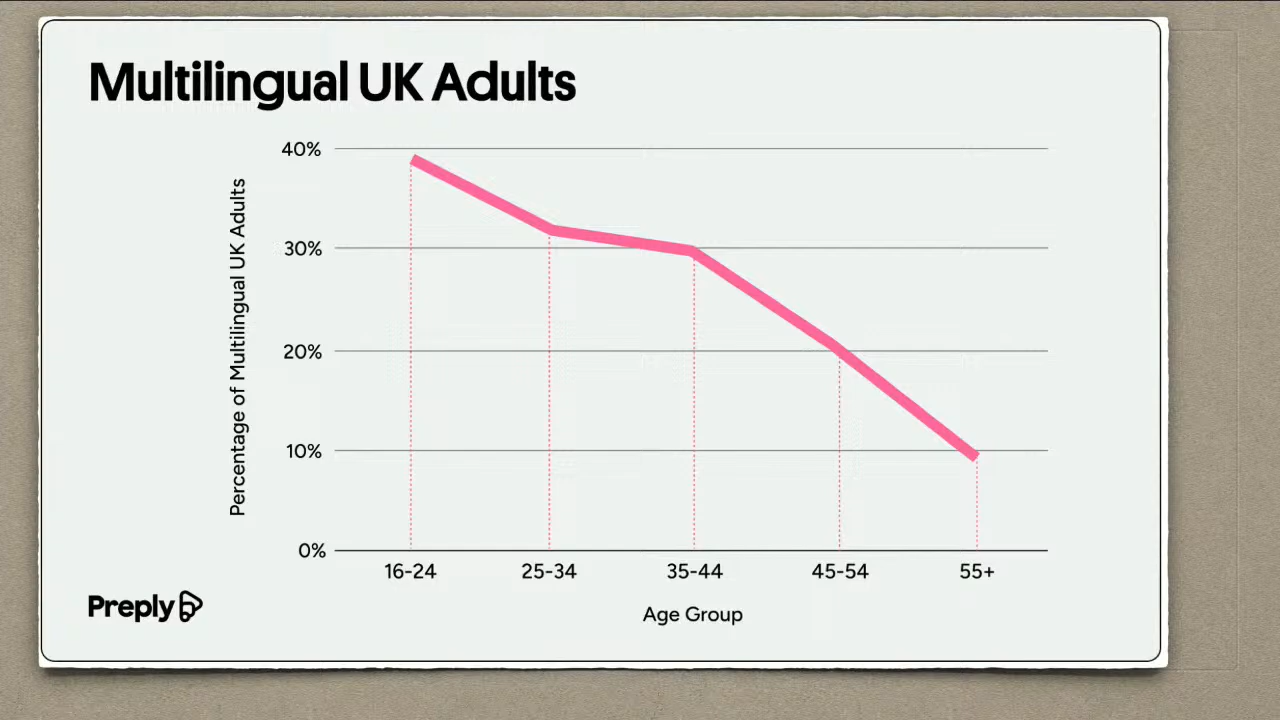 Multilingual UK Adults
Percentage of Multilingual UK Adults
40%
30%
20%
10%
0%
16-24 25-34 35-44 45-54 55+
Age Group
Preply